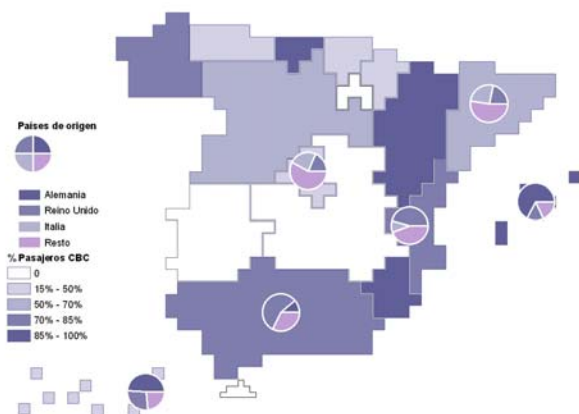 Países de origen
Alemania
Reino Unido
Italia
Resto
% Pasajeros CBC
0
15% - 50%
50% - 70%
70% - 85%
85% - 100%